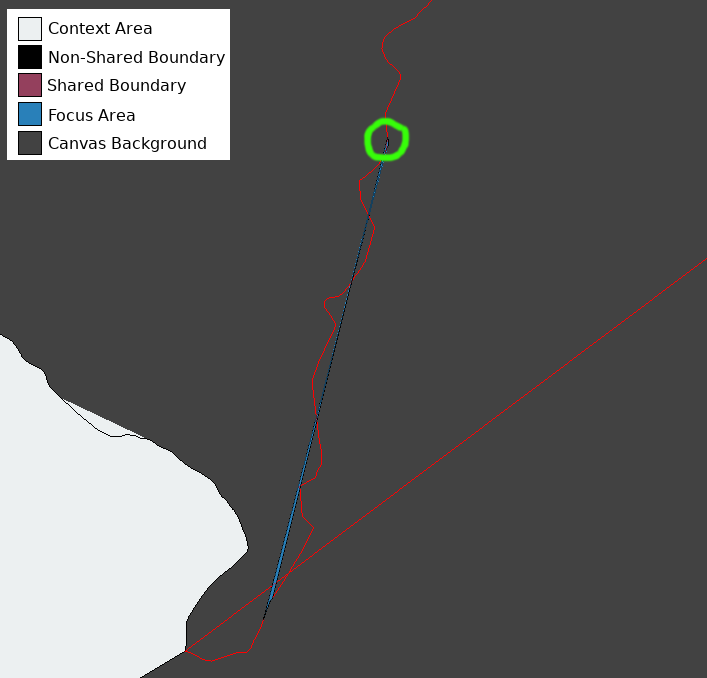 Context Area
Non-Shared Boundary
Shared Boundary
Focus Area
Canvas Background